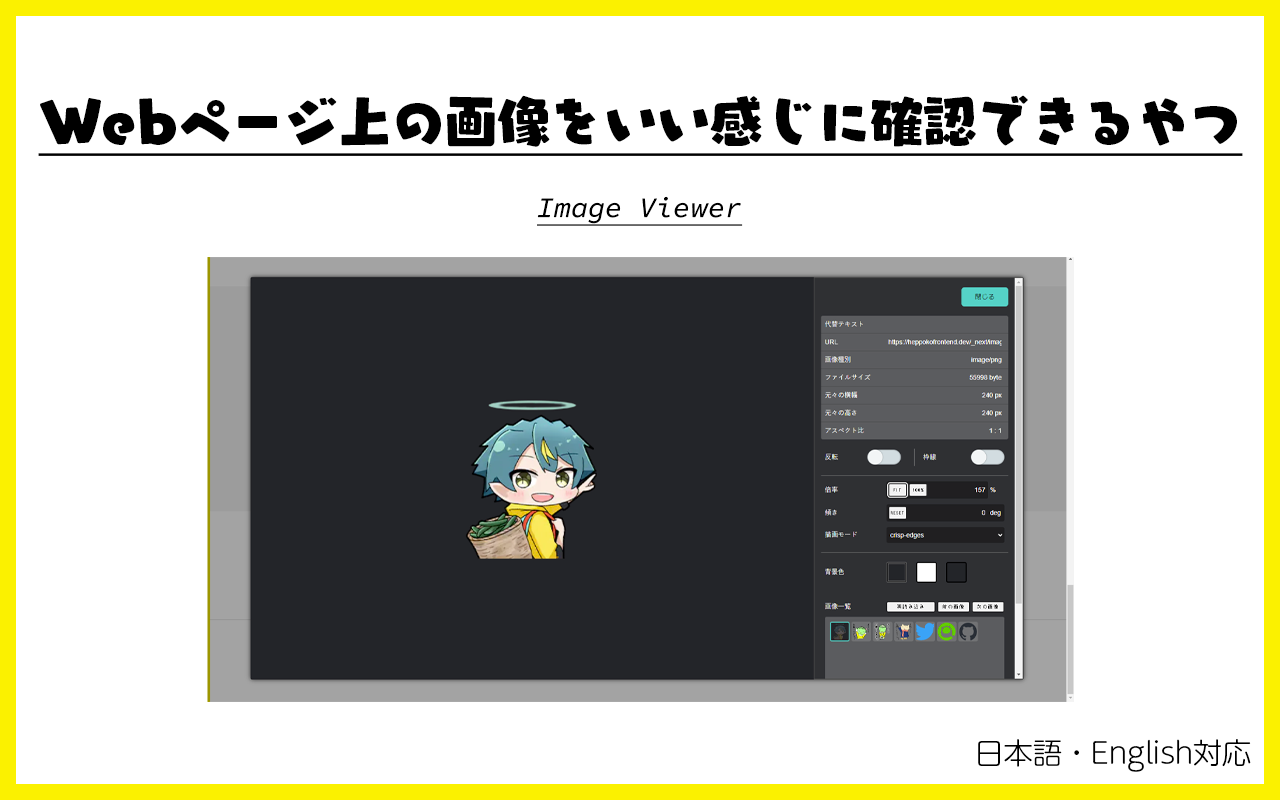 Webページ上の画像をいい感じに確認できるやつ
Image Viewer
閉じる
代替テキスト
URL https://heppokofrontend.dev/_next/imag
画像種別 image/png
ファイルサイズ 55998 byte
元々の横幅 240 px
元々の高さ 240 px
アスペクト比 1 : 1
反転 枠線
倍率 FIT 100% 157 %
傾き RESET 0 deg
描画モード crisp-edges
背景色
画像一覧 再読み込み 前の画像 次の画像
日本語・English対応